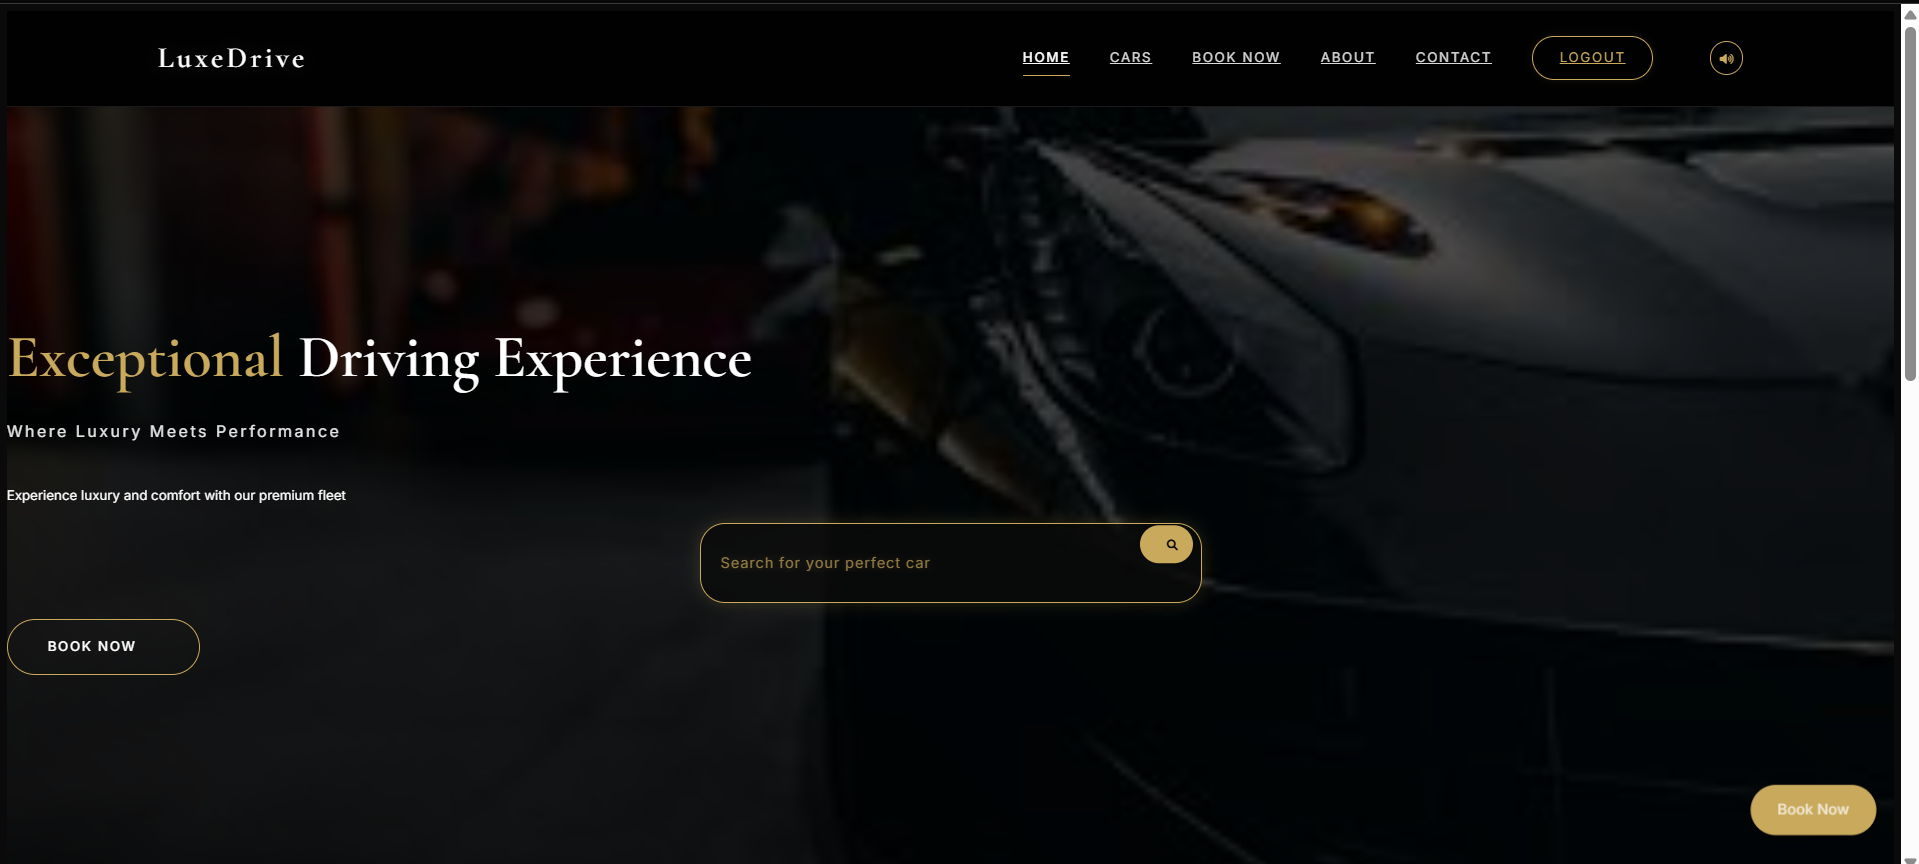 LuxeDrive
HOME CARS BOOK NOW ABOUT CONTACT LOGOUT
Exceptional Driving Experience
Where Luxury Meets Performance
Experience luxury and comfort with our premium fleet
Search for your perfect car
BOOK NOW
Book Now